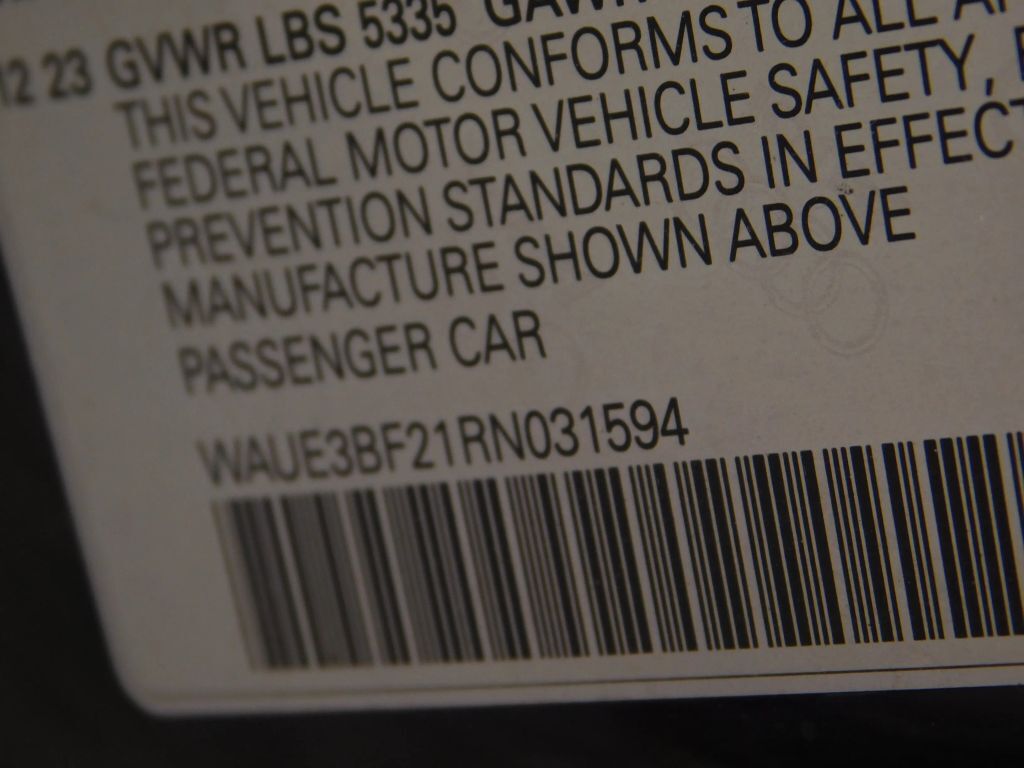 12 23 GVWR LBS 5335 GAWR
THIS VEHICLE CONFORMS TO ALL
FEDERAL MOTOR VEHICLE SAFETY,
PREVENTION STANDARDS IN EFFECT
MANUFACTURE SHOWN ABOVE
PASSENGER CAR
WAUE3BF21RN031594